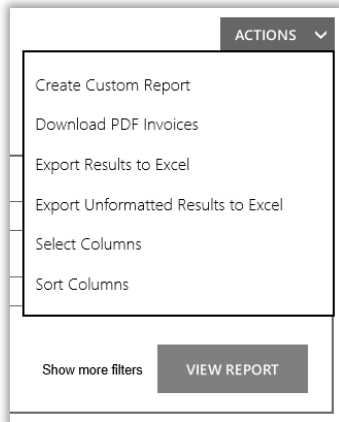 ACTIONS
Create Custom Report
Download PDF Invoices
Export Results to Excel
Export Unformatted Results to Excel
Select Columns
Sort Columns
Show more filters VIEW REPORT